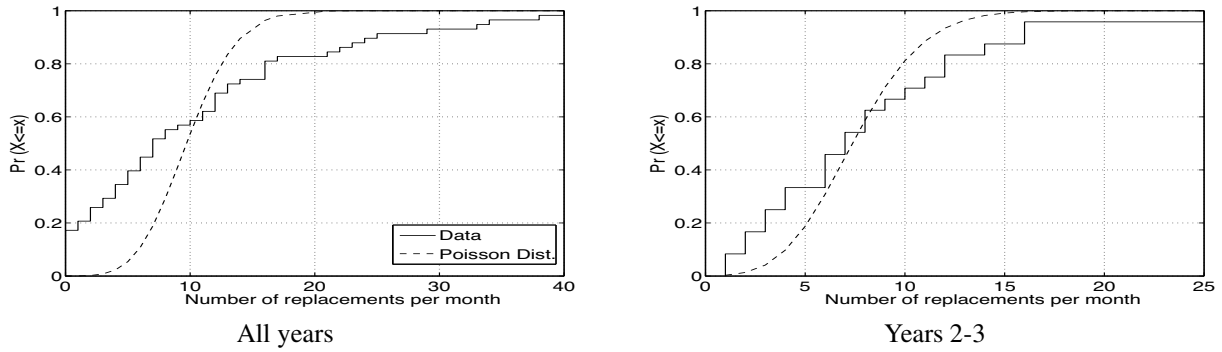 1
0.8
0.6
0.4
0.2
0
Pr (X<=x)
0 10 20 30 40
Number of replacements per month
Data
Poisson Dist.
All years
1
0.8
0.6
0.4
0.2
0
Pr (X<=x)
0 5 10 15 20 25
Number of replacements per month
Years 2-3